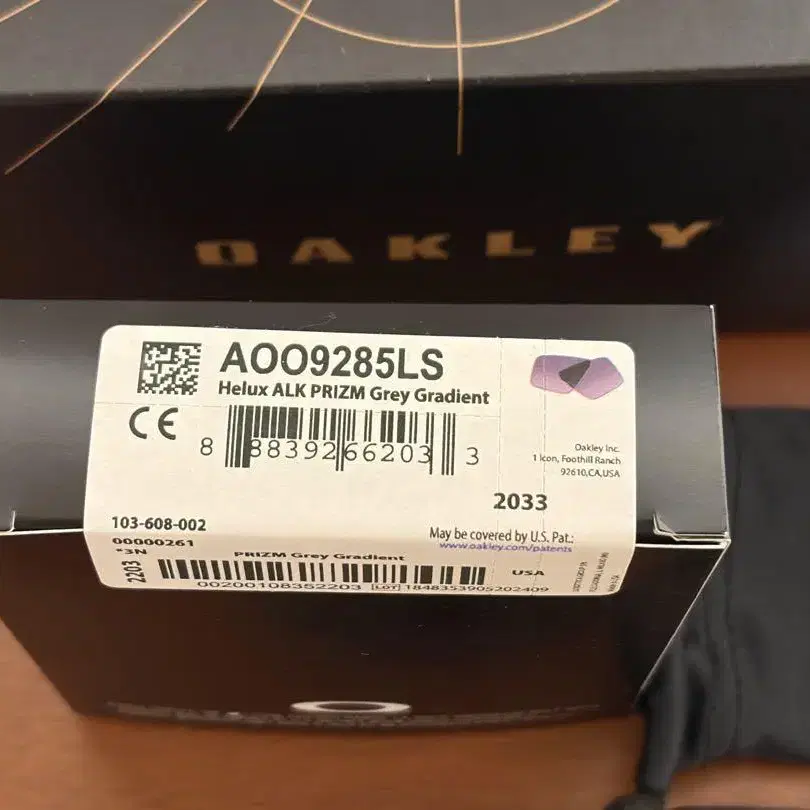 OAKLEY
AOO9285LS
Helux ALK PRIZM Grey Gradient
CE
8 88392 66203 3
Oakley Inc.
1 Icon, Foothill Ranch
92610,CA,USA
2033
103-608-002
May be covered by U.S. Pat.:
www.oakley.com/patents
00000261
*3N
PRIZM Grey Gradient
2203
USA
00200108352203 LOT 1848353905202409